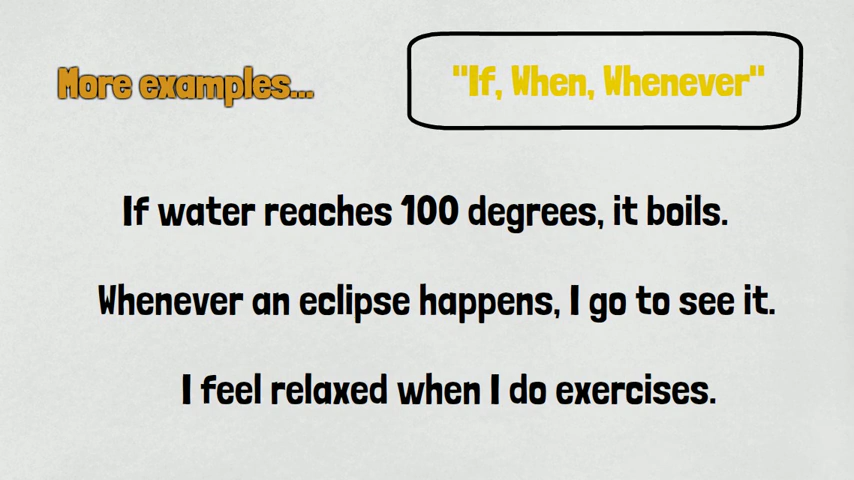 More examples...
"If, When, Whenever"
If water reaches 100 degrees, it boils.
Whenever an eclipse happens, I go to see it.
I feel relaxed when I do exercises.